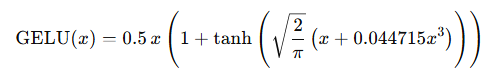 GELU(x) = 0.5 x (1 + tanh (√(2/π) (x + 0.044715x³)))